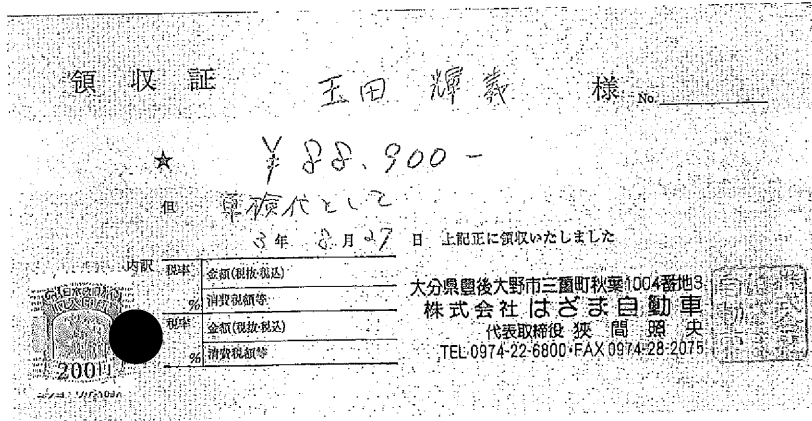 領収証 玉田 輝義 様 No.
★ ¥88,900-
但 車検代として
3年 8月27日 上記正に領収いたしました
内訳 税率 金額(税抜・税込)
% 消費税額等
税率 金額(税抜・税込)
% 消費税額等
200円
大分県豊後大野市三重町秋葉1004番地3
株式会社 はざま自動車
代表取締役 狭間照央
TEL 0974-22-6800・FAX 0974-28-2075